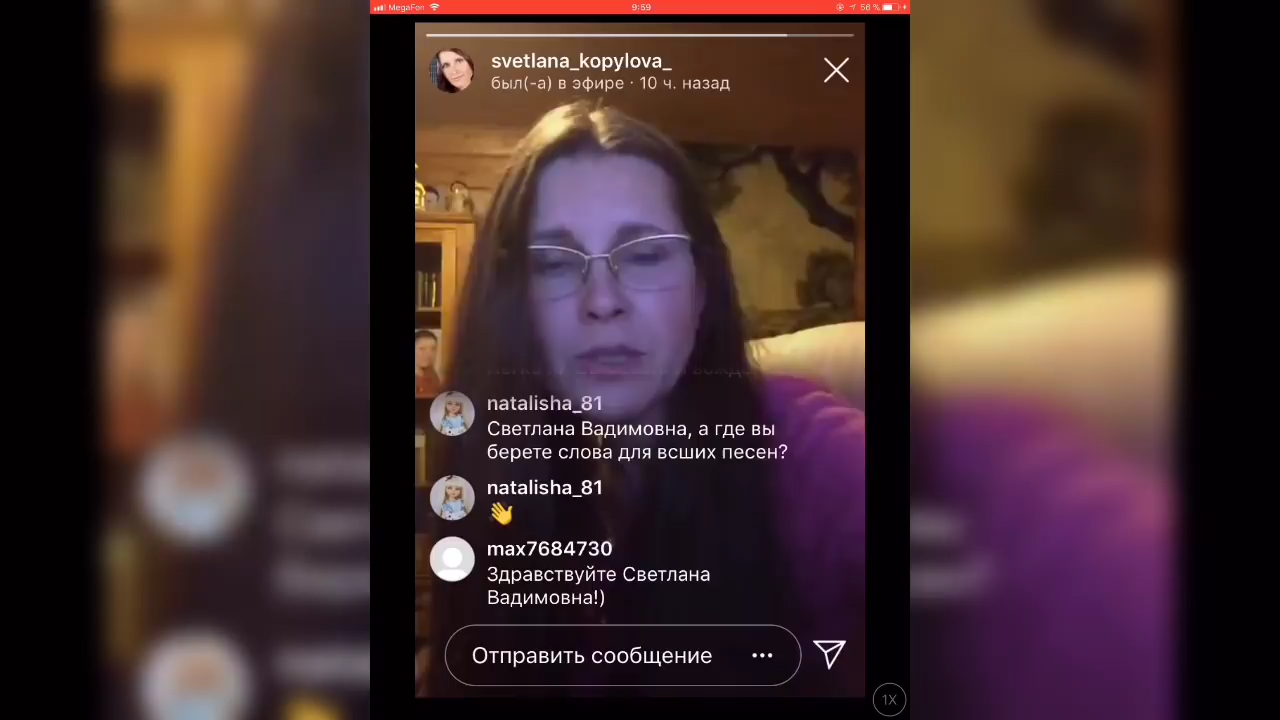 MegaFon
9:59
56 %
svetlana_kopylova_
был(-а) в эфире · 10 ч. назад
natalisha_81
Светлана Вадимовна, а где вы
берете слова для всших песен?
natalisha_81
👋
max7684730
Здравствуйте Светлана
Вадимовна!)
Отправить сообщение
1X